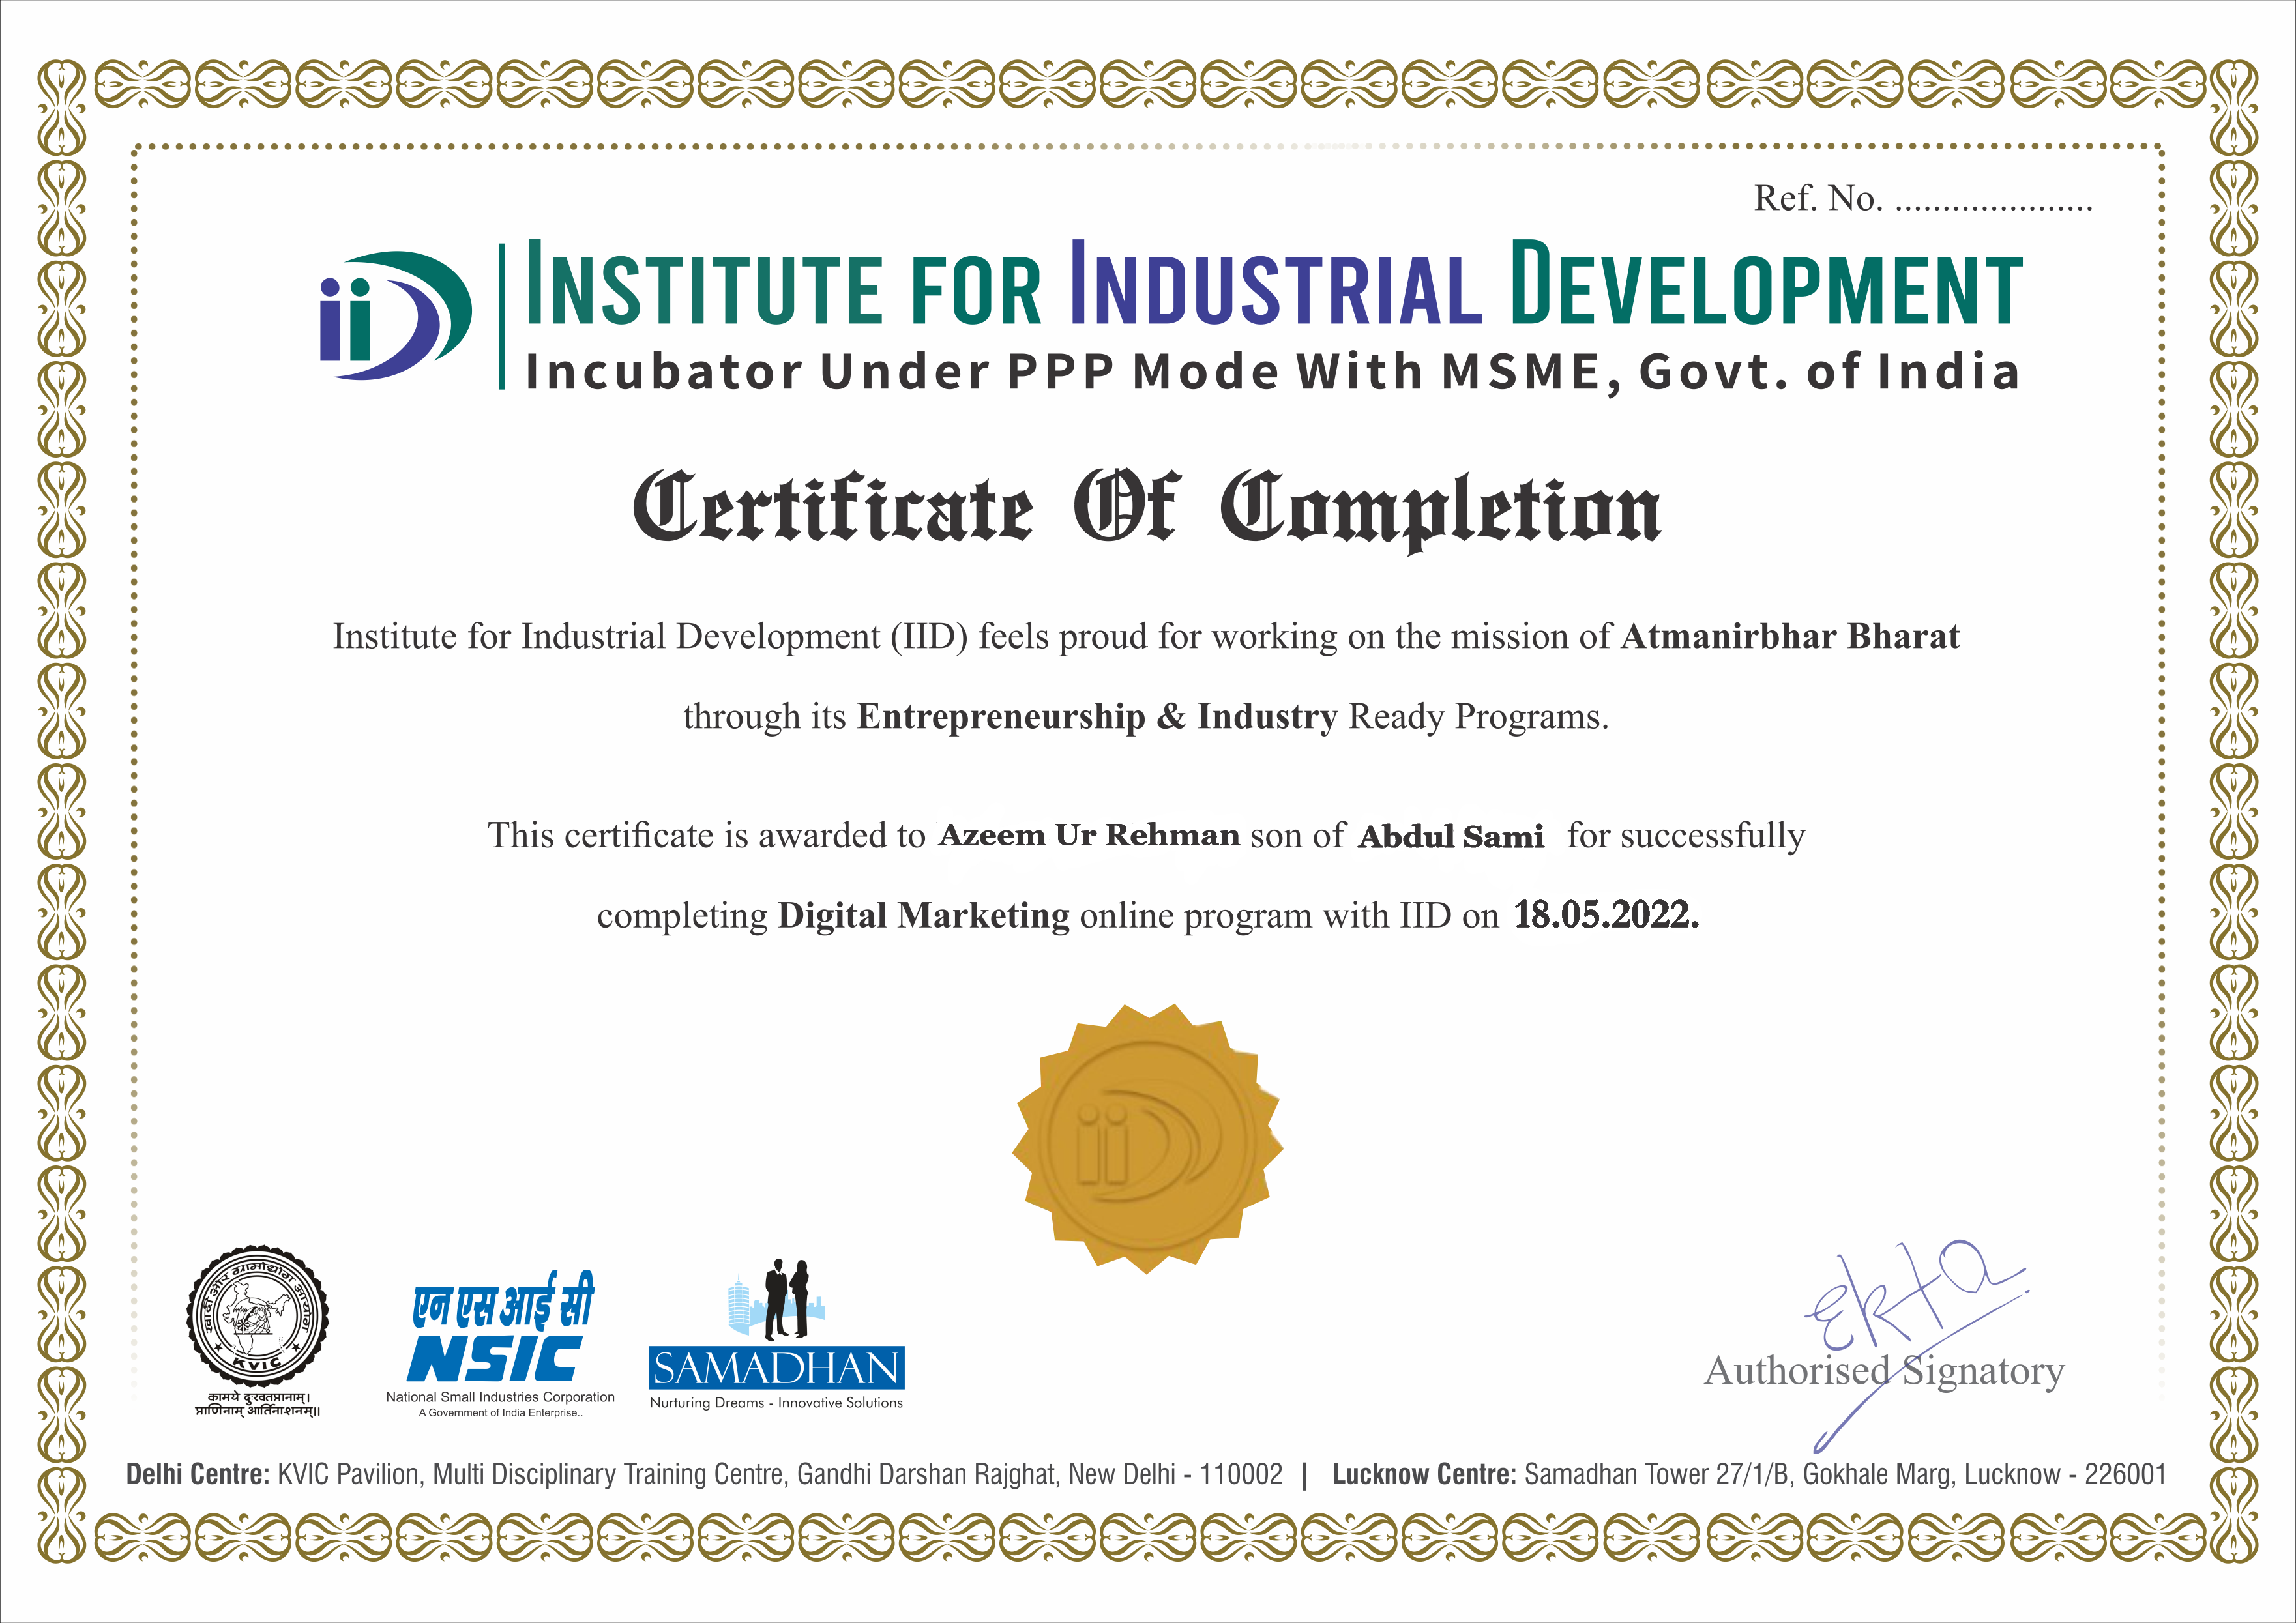 Ref. No. .....................
iiD
INSTITUTE FOR INDUSTRIAL DEVELOPMENT
Incubator Under PPP Mode With MSME, Govt. of India
Certificate Of Completion
Institute for Industrial Development (IID) feels proud for working on the mission of Atmanirbhar Bharat
through its Entrepreneurship & Industry Ready Programs.
This certificate is awarded to Azeem Ur Rehman son of Abdul Sami for successfully
completing Digital Marketing online program with IID on 18.05.2022.
iiD
खादी और ग्रामोद्योग आयोग
KVIC
कामये दुःखतप्तानाम्।
प्राणिनाम् आर्तिनाशनम्॥
एन एस आई सी
NSIC
National Small Industries Corporation
A Government of India Enterprise..
SAMADHAN
Nurturing Dreams - Innovative Solutions
Ekta
Authorised Signatory
Delhi Centre: KVIC Pavilion, Multi Disciplinary Training Centre, Gandhi Darshan Rajghat, New Delhi - 110002 | Lucknow Centre: Samadhan Tower 27/1/B, Gokhale Marg, Lucknow - 226001